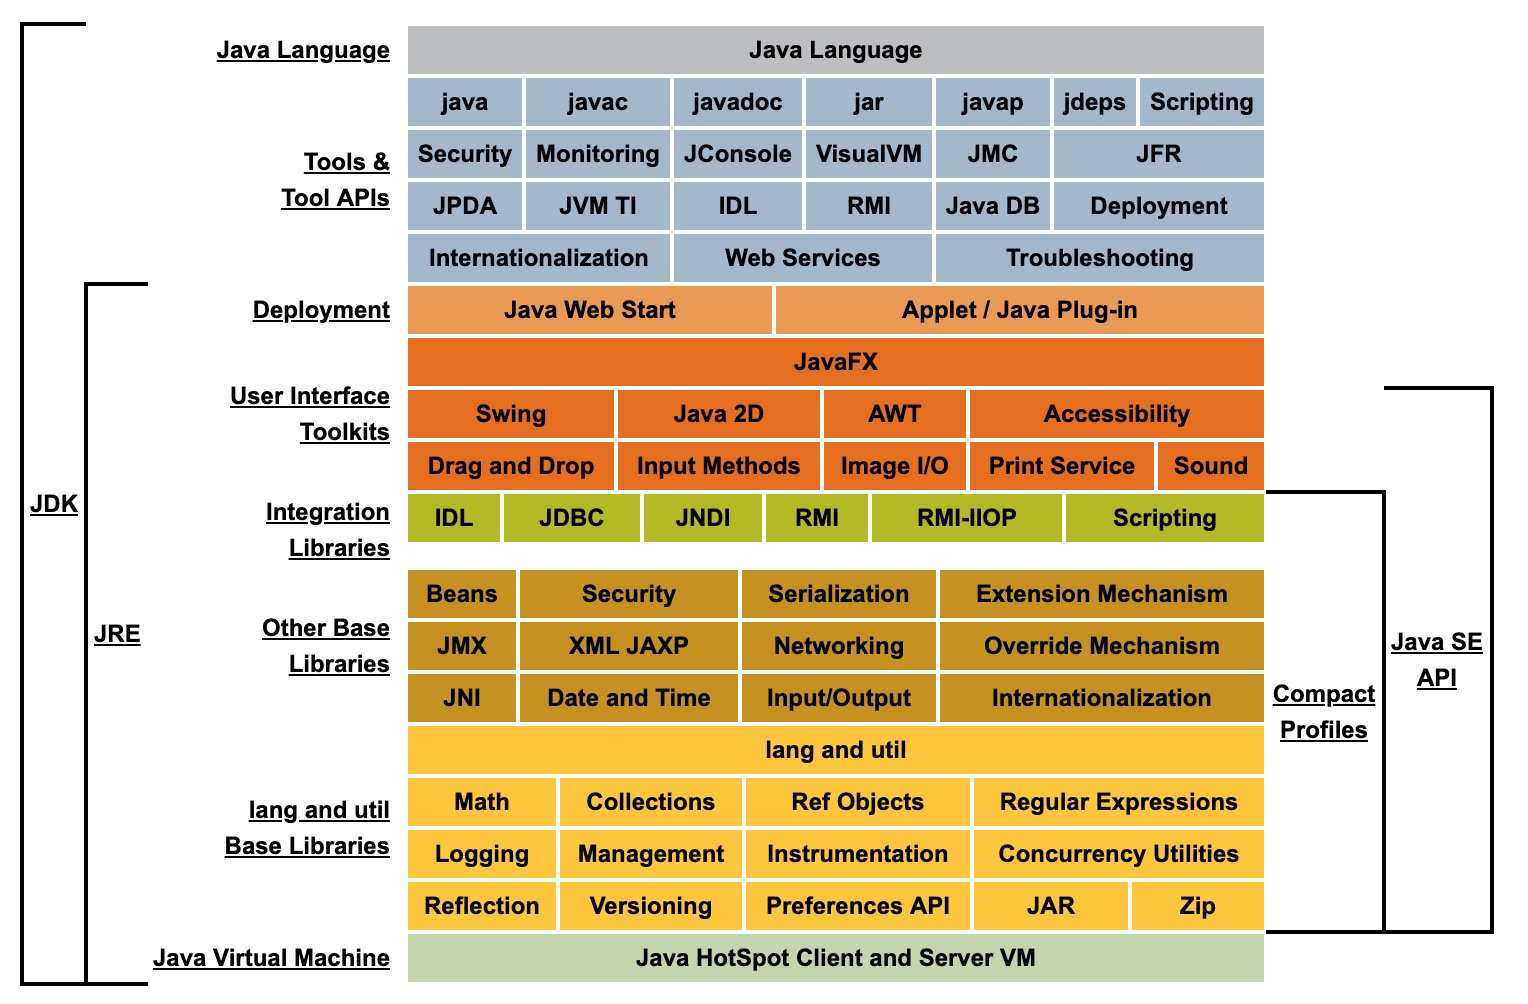 Java Language
Java Language
java javac javadoc jar javap jdeps Scripting
Tools &
Tool APIs
Security Monitoring JConsole VisualVM JMC JFR
JPDA JVM TI IDL RMI Java DB Deployment
Internationalization Web Services Troubleshooting
Deployment
Java Web Start Applet / Java Plug-in
JavaFX
User Interface
Toolkits
Swing Java 2D AWT Accessibility
Drag and Drop Input Methods Image I/O Print Service Sound
JDK
Integration
Libraries
IDL JDBC JNDI RMI RMI-IIOP Scripting
JRE
Other Base
Libraries
Beans Security Serialization Extension Mechanism
JMX XML JAXP Networking Override Mechanism
JNI Date and Time Input/Output Internationalization
Java SE
API
Compact
Profiles
lang and util
lang and util
Base Libraries
Math Collections Ref Objects Regular Expressions
Logging Management Instrumentation Concurrency Utilities
Reflection Versioning Preferences API JAR Zip
Java Virtual Machine
Java HotSpot Client and Server VM